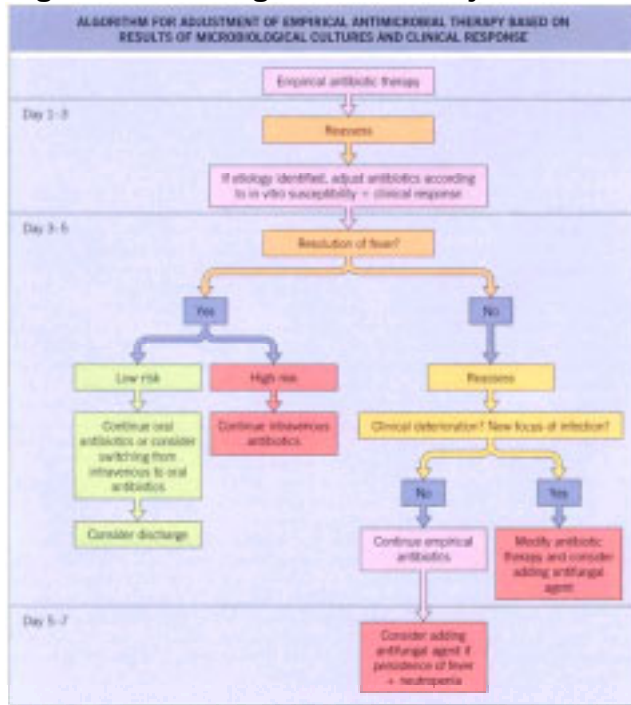 ALGORITHM FOR ADJUSTMENT OF EMPIRICAL ANTIMICROBIAL THERAPY BASED ON
RESULTS OF MICROBIOLOGICAL CULTURES AND CLINICAL RESPONSE
Empirical antibiotic therapy
Day 1–3
Reassess
If etiology identified, adjust antibiotics according
to in vitro susceptibility + clinical response
Day 3–5
Resolution of fever?
Yes
No
Low risk
High risk
Reassess
Continue oral
antibiotics or consider
switching from
intravenous to oral
antibiotics
Continue intravenous
antibiotics
Clinical deterioration? New focus of infection?
No
Yes
Consider discharge
Continue empirical
antibiotics
Modify antibiotic
therapy and consider
adding antifungal
agent
Day 5–7
Consider adding
antifungal agent if
persistence of fever
+ neutropenia